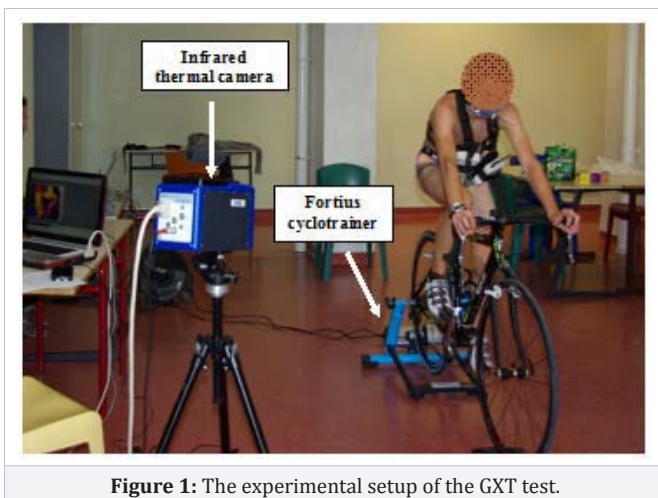 Infrared
thermal camera
Fortius
cyclotrainer
Figure 1: The experimental setup of the GXT test.